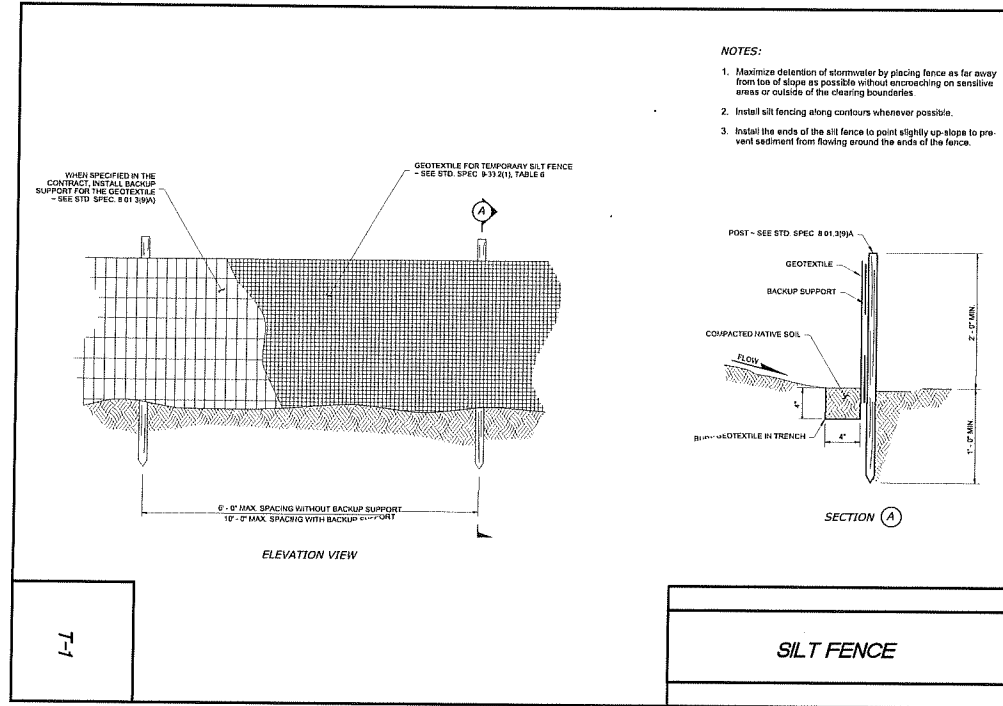 NOTES:
1. Maximize detention of stormwater by placing fence as far away
from toe of slope as possible without encroaching on sensitive
areas or outside of the clearing boundaries.
2. Install silt fencing along contours whenever possible.
3. Install the ends of the silt fence to point slightly up-slope to pre-
vent sediment from flowing around the ends of the fence.
WHEN SPECIFIED IN THE
CONTRACT, INSTALL BACKUP
SUPPORT FOR THE GEOTEXTILE
~ SEE STD. SPEC. 8 01 3(9)A)
GEOTEXTILE FOR TEMPORARY SILT FENCE
~ SEE STD. SPEC 9-33 2(1), TABLE 6
A
6' - 0" MAX. SPACING WITHOUT BACKUP SUPPORT
10' - 0" MAX. SPACING WITH BACKUP SUPPORT
ELEVATION VIEW
POST ~ SEE STD. SPEC 8 01.3(9)A
GEOTEXTILE
BACKUP SUPPORT
COMPACTED NATIVE SOIL
FLOW
4"
4"
GEOTEXTILE IN TRENCH
2' - 0" MIN.
1' - 0" MIN
SECTION A
T-1
SILT FENCE